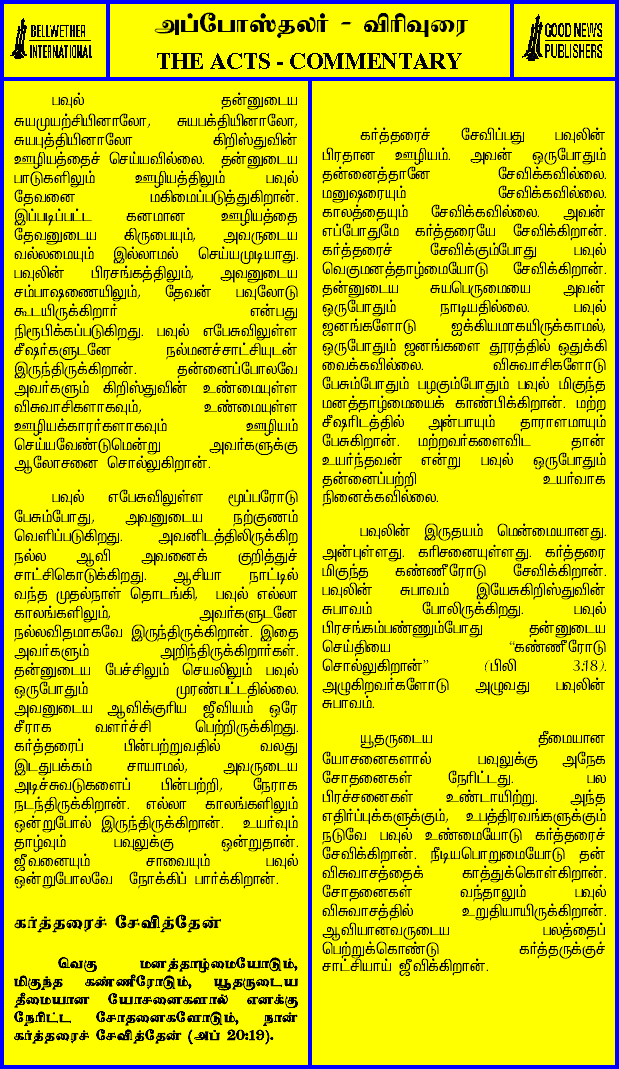 BELLWETHER
INTERNATIONAL
அப்போஸ்தலர் - விரிவுரை
THE ACTS - COMMENTARY
GOOD NEWS
PUBLISHERS
பவுல் தன்னுடைய
சுயமுயற்சியினாலோ, சுயபக்தியினாலோ,
சுயபுத்தியினாலோ கிறிஸ்துவின்
ஊழியத்தைச் செய்யவில்லை. தன்னுடைய
பாடுகளிலும் ஊழியத்திலும் பவுல்
தேவனை மகிமைப்படுத்துகிறான்.
இப்படிப்பட்ட கனமான ஊழியத்தை
தேவனுடைய கிருபையும், அவருடைய
வல்லமையும் இல்லாமல் செய்யமுடியாது.
பவுலின் பிரசங்கத்திலும், அவனுடைய
சம்பாஷணையிலும், தேவன் பவுலோடு
கூடயிருக்கிறார் என்பது
நிரூபிக்கப்படுகிறது. பவுல் எபேசுவிலுள்ள
சீஷர்களுடனே நல்மனச்சாட்சியுடன்
இருந்திருக்கிறான். தன்னைப்போலவே
அவர்களும் கிறிஸ்துவின் உண்மையுள்ள
விசுவாசிகளாகவும், உண்மையுள்ள
ஊழியக்காரர்களாகவும் ஊழியம்
செய்யவேண்டுமென்று அவர்களுக்கு
ஆலோசனை சொல்லுகிறான்.
பவுல் எபேசுவிலுள்ள மூப்பரோடு
பேசும்போது, அவனுடைய நற்குணம்
வெளிப்படுகிறது. அவனிடத்திலிருக்கிற
நல்ல ஆவி அவனைக் குறித்துச்
சாட்சிகொடுக்கிறது. ஆசியா நாட்டில்
வந்த முதல்நாள் தொடங்கி, பவுல் எல்லா
காலங்களிலும், அவர்களுடனே
நல்லவிதமாகவே இருந்திருக்கிறான். இதை
அவர்களும் அறிந்திருக்கிறார்கள்.
தன்னுடைய பேச்சிலும் செயலிலும் பவுல்
ஒருபோதும் முரண்பட்டதில்லை.
அவனுடைய ஆவிக்குரிய ஜீவியம் ஒரே
சீராக வளர்ச்சி பெற்றிருக்கிறது.
கர்த்தரைப் பின்பற்றுவதில் வலது
இடதுபக்கம் சாயாமல், அவருடைய
அடிச்சுவடுகளைப் பின்பற்றி, நேராக
நடந்திருக்கிறான். எல்லா காலங்களிலும்
ஒன்றுபோல் இருந்திருக்கிறான். உயர்வும்
தாழ்வும் பவுலுக்கு ஒன்றுதான்.
ஜீவனையும் சாவையும் பவுல்
ஒன்றுபோலவே நோக்கிப் பார்க்கிறான்.
கர்த்தரைச் சேவித்தேன்
வெகு மனத்தாழ்மையோடும்,
மிகுந்த கண்ணீரோடும், யூதருடைய
தீமையான யோசனைகளால் எனக்கு
நேரிட்ட சோதனைகளோடும், நான்
கர்த்தரைச் சேவித்தேன் (அப் 20:19).
கர்த்தரைச் சேவிப்பது பவுலின்
பிரதான ஊழியம். அவன் ஒருபோதும்
தன்னைத்தானே சேவிக்கவில்லை.
மனுஷரையும் சேவிக்கவில்லை.
காலத்தையும் சேவிக்கவில்லை. அவன்
எப்போதுமே கர்த்தரையே சேவிக்கிறான்.
கர்த்தரைச் சேவிக்கும்போது பவுல்
வெகுமனத்தாழ்மையோடு சேவிக்கிறான்.
தன்னுடைய சுயபெருமையை அவன்
ஒருபோதும் நாடியதில்லை. பவுல்
ஜனங்களோடு ஐக்கியமாகயிருக்காமல்,
ஒருபோதும் ஜனங்களை தூரத்தில் ஒதுக்கி
வைக்கவில்லை. விசுவாசிகளோடு
பேசும்போதும் பழகும்போதும் பவுல் மிகுந்த
மனத்தாழ்மையைக் காண்பிக்கிறான். மற்ற
சீஷரிடத்தில் அன்பாயும் தாராளமாயும்
பேசுகிறான். மற்றவர்களைவிட தான்
உயர்ந்தவன் என்று பவுல் ஒருபோதும்
தன்னைப்பற்றி உயர்வாக
நினைக்கவில்லை.
பவுலின் இருதயம் மென்மையானது.
அன்புள்ளது. கரிசனையுள்ளது. கர்த்தரை
மிகுந்த கண்ணீரோடு சேவிக்கிறான்.
பவுலின் சுபாவம் இயேசுகிறிஸ்துவின்
சுபாவம் போலிருக்கிறது. பவுல்
பிரசங்கம்பண்ணும்போது தன்னுடைய
செய்தியை “கண்ணீரோடு
சொல்லுகிறான்” (பிலி 3:18).
அழுகிறவர்களோடு அழுவது பவுலின்
சுபாவம்.
யூதருடைய தீமையான
யோசனைகளால் பவுலுக்கு அநேக
சோதனைகள் நேரிட்டது. பல
பிரச்சனைகள் உண்டாயிற்று. அந்த
எதிர்ப்புக்களுக்கும், உபத்திரவங்களுக்கும்
நடுவே பவுல் உண்மையோடு கர்த்தரைச்
சேவிக்கிறான். நீடியபொறுமையோடு தன்
விசுவாசத்தைக் காத்துக்கொள்கிறான்.
சோதனைகள் வந்தாலும் பவுல்
விசுவாசத்தில் உறுதியாயிருக்கிறான்.
ஆவியானவருடைய பலத்தைப்
பெற்றுக்கொண்டு கர்த்தருக்குச்
சாட்சியாய் ஜீவிக்கிறான்.